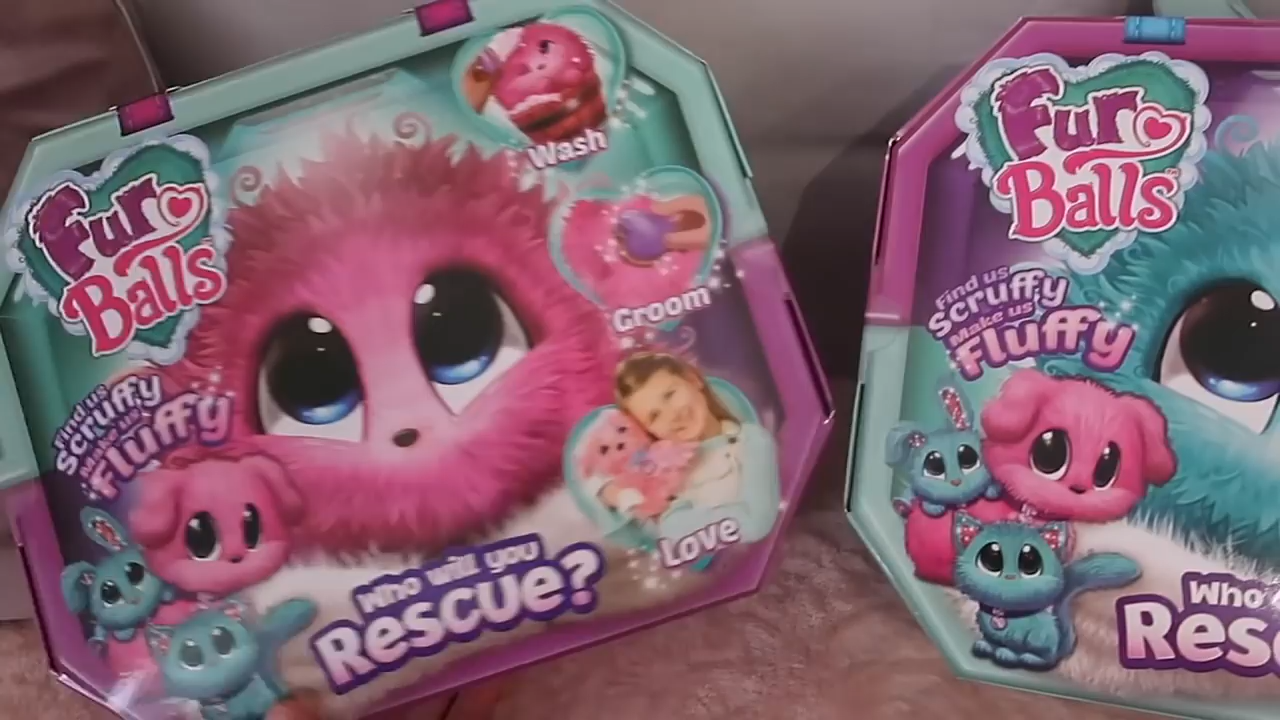 Fur
Balls
Find us
Scruffy
Make us
Fluffy
Wash
Groom
Love
Who will you
Rescue?
Fur
Balls
Find us
Scruffy
Make us
Fluffy
Who
Res